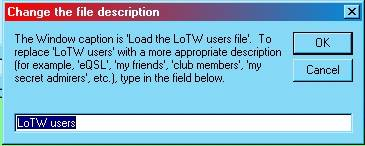 Change the file description
The Window caption is 'Load the LoTW users file'. To
replace 'LoTW users' with a more appropriate description
(for example, 'eQSL', 'my friends', 'club members', 'my
secret admirers', etc.), type in the field below.
OK
Cancel
LoTW users